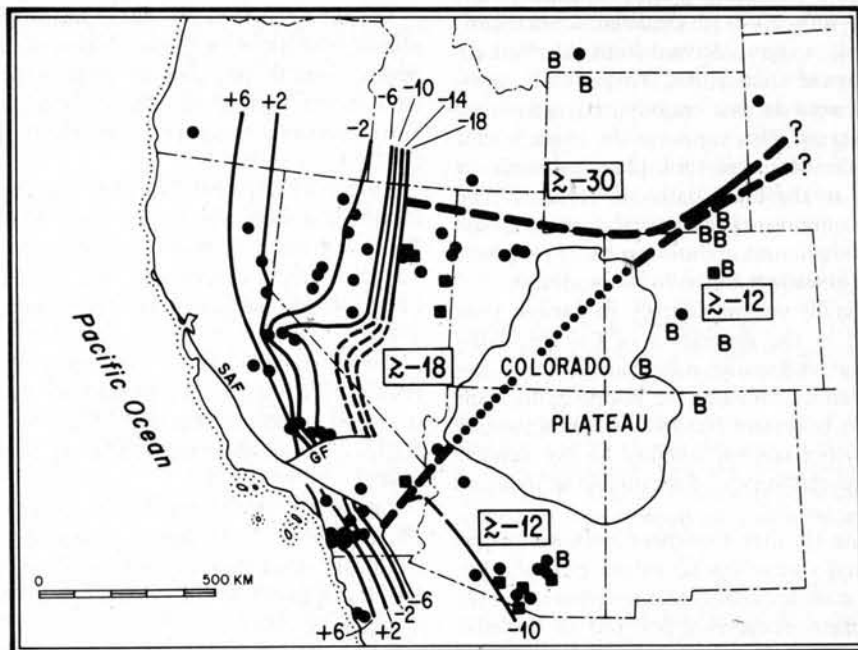 +6 +2 -2 -6 -10 -14 -18
B B
B
? ?
≳-30
B B
B B
B
≳-12
B B
≳-18
COLORADO B
PLATEAU B
Pacific Ocean
SAF
GF
≳-12
B
0 500 KM
+6 +2 -2 -6 -10